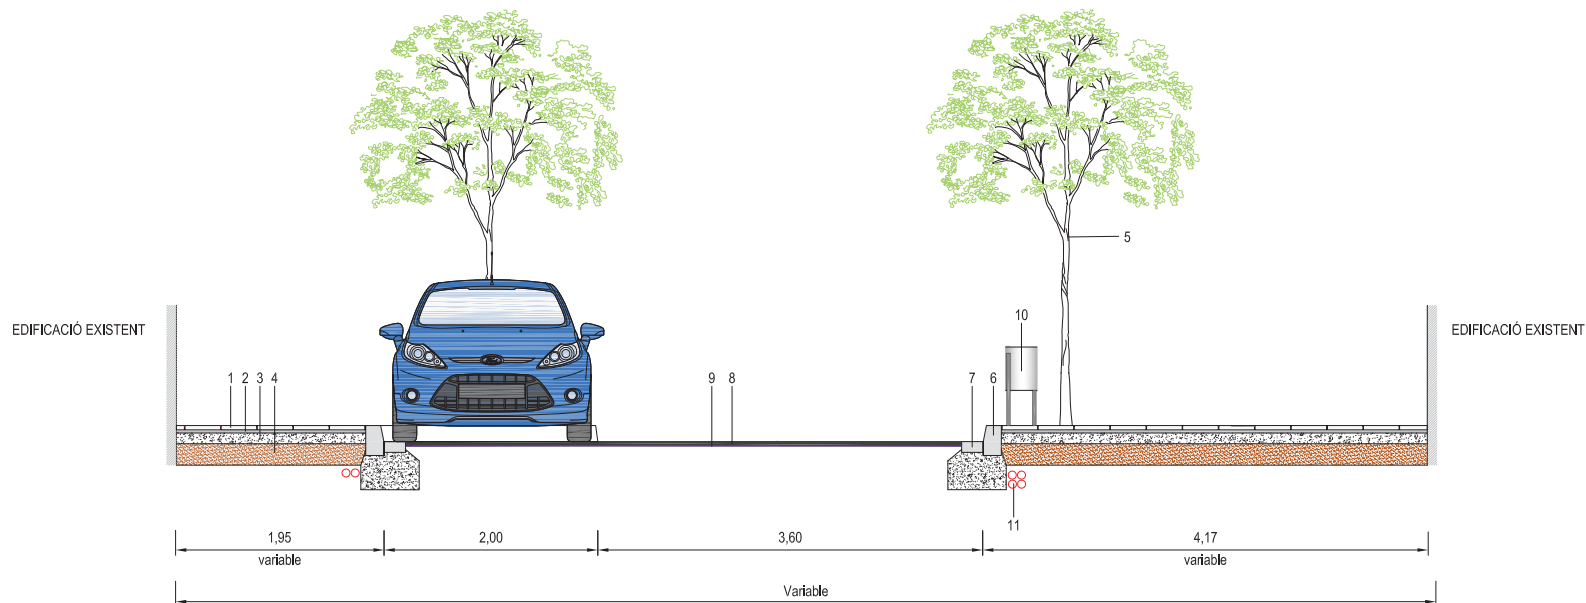 5
10
EDIFICACIÓ EXISTENT
EDIFICACIÓ EXISTENT
1 2 3 4
9 8
7 6
11
1,95
variable
2,00
3,60
4,17
variable
Variable